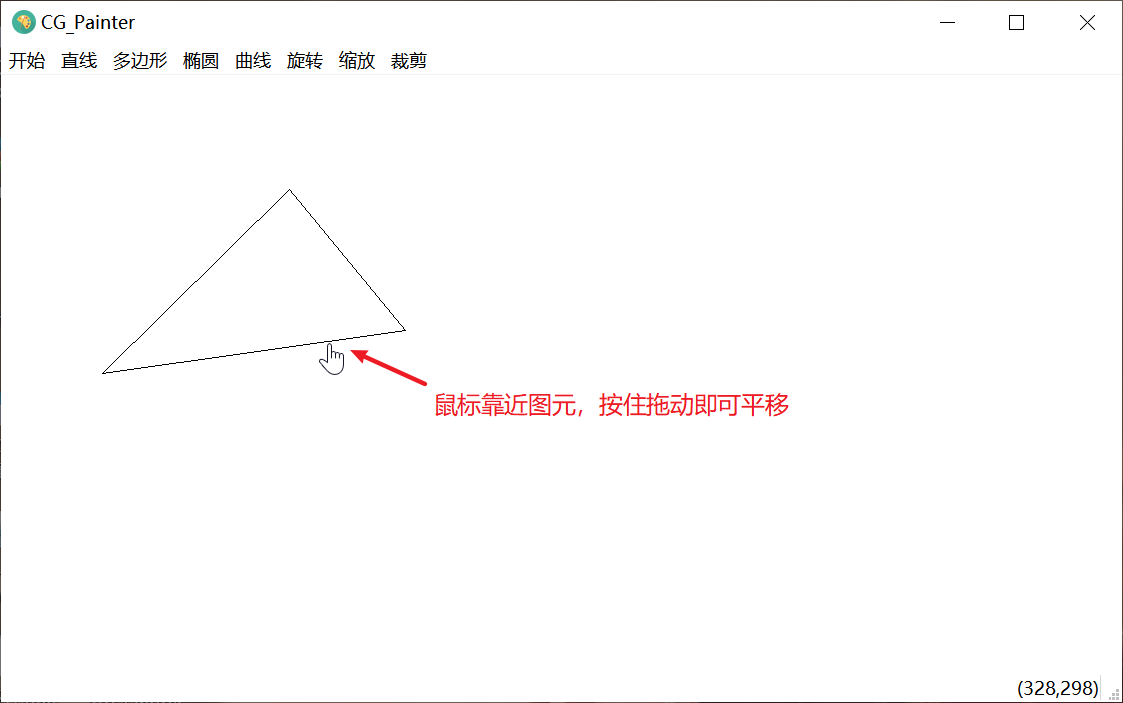 CG_Painter
开始 直线 多边形 椭圆 曲线 旋转 缩放 裁剪
鼠标靠近图元，按住拖动即可平移
(328,298)